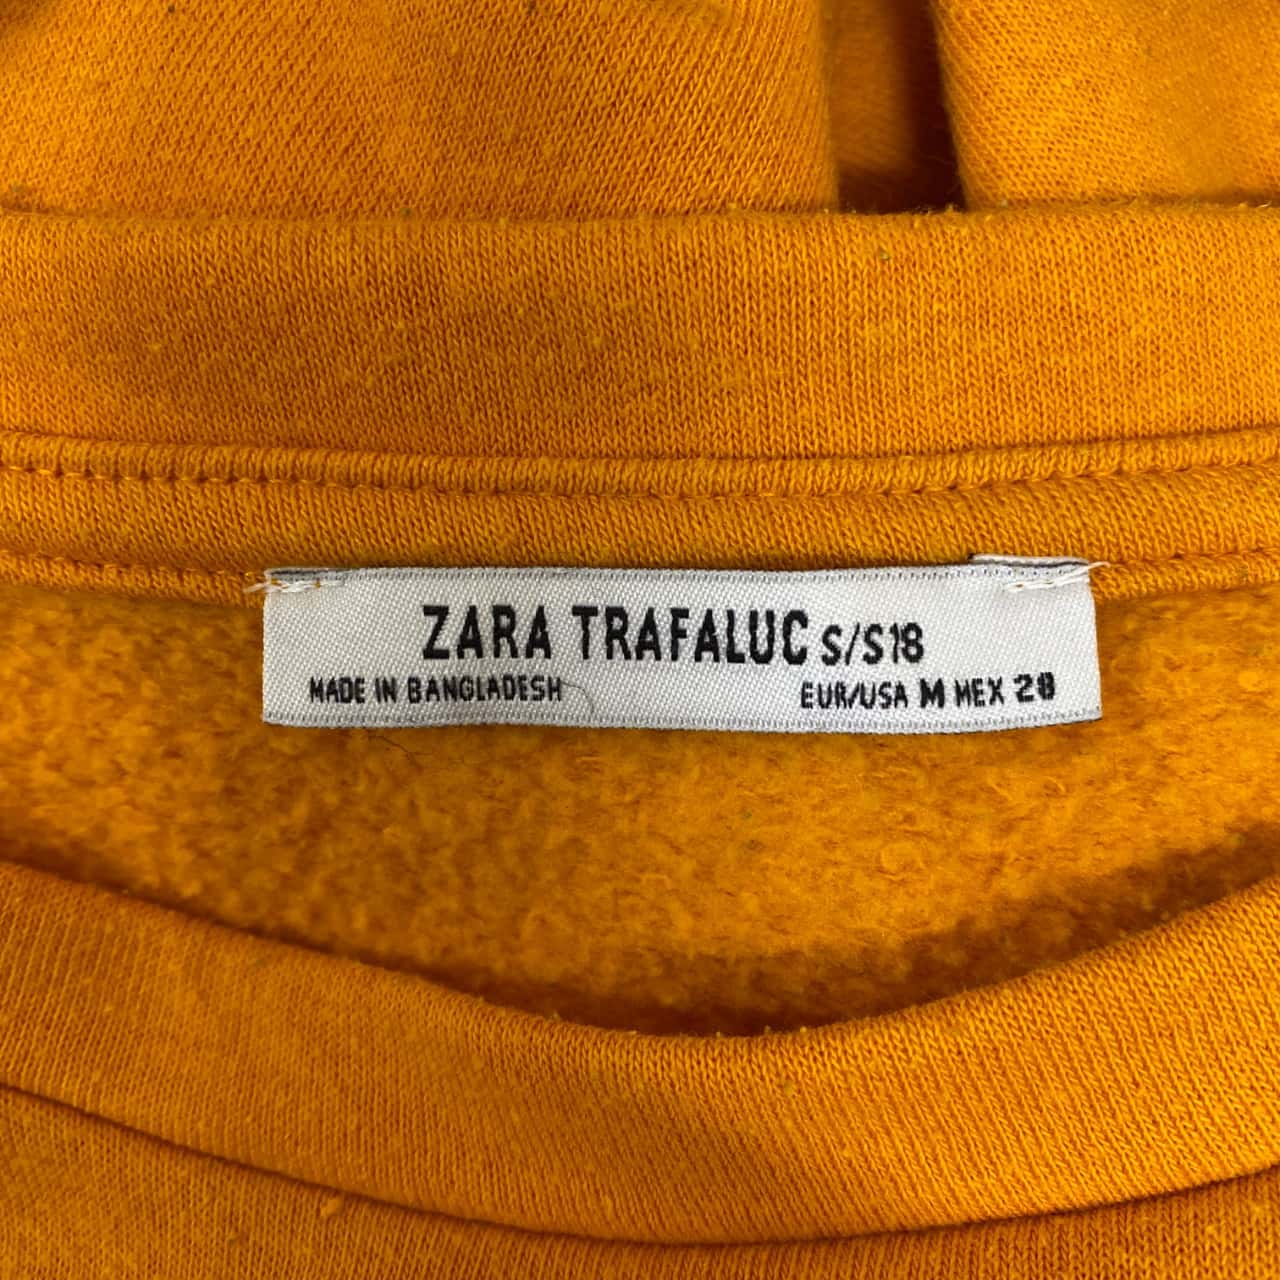 ZARA TRAFALUC S/S18
MADE IN BANGLADESH EUR/USA M MEX 28